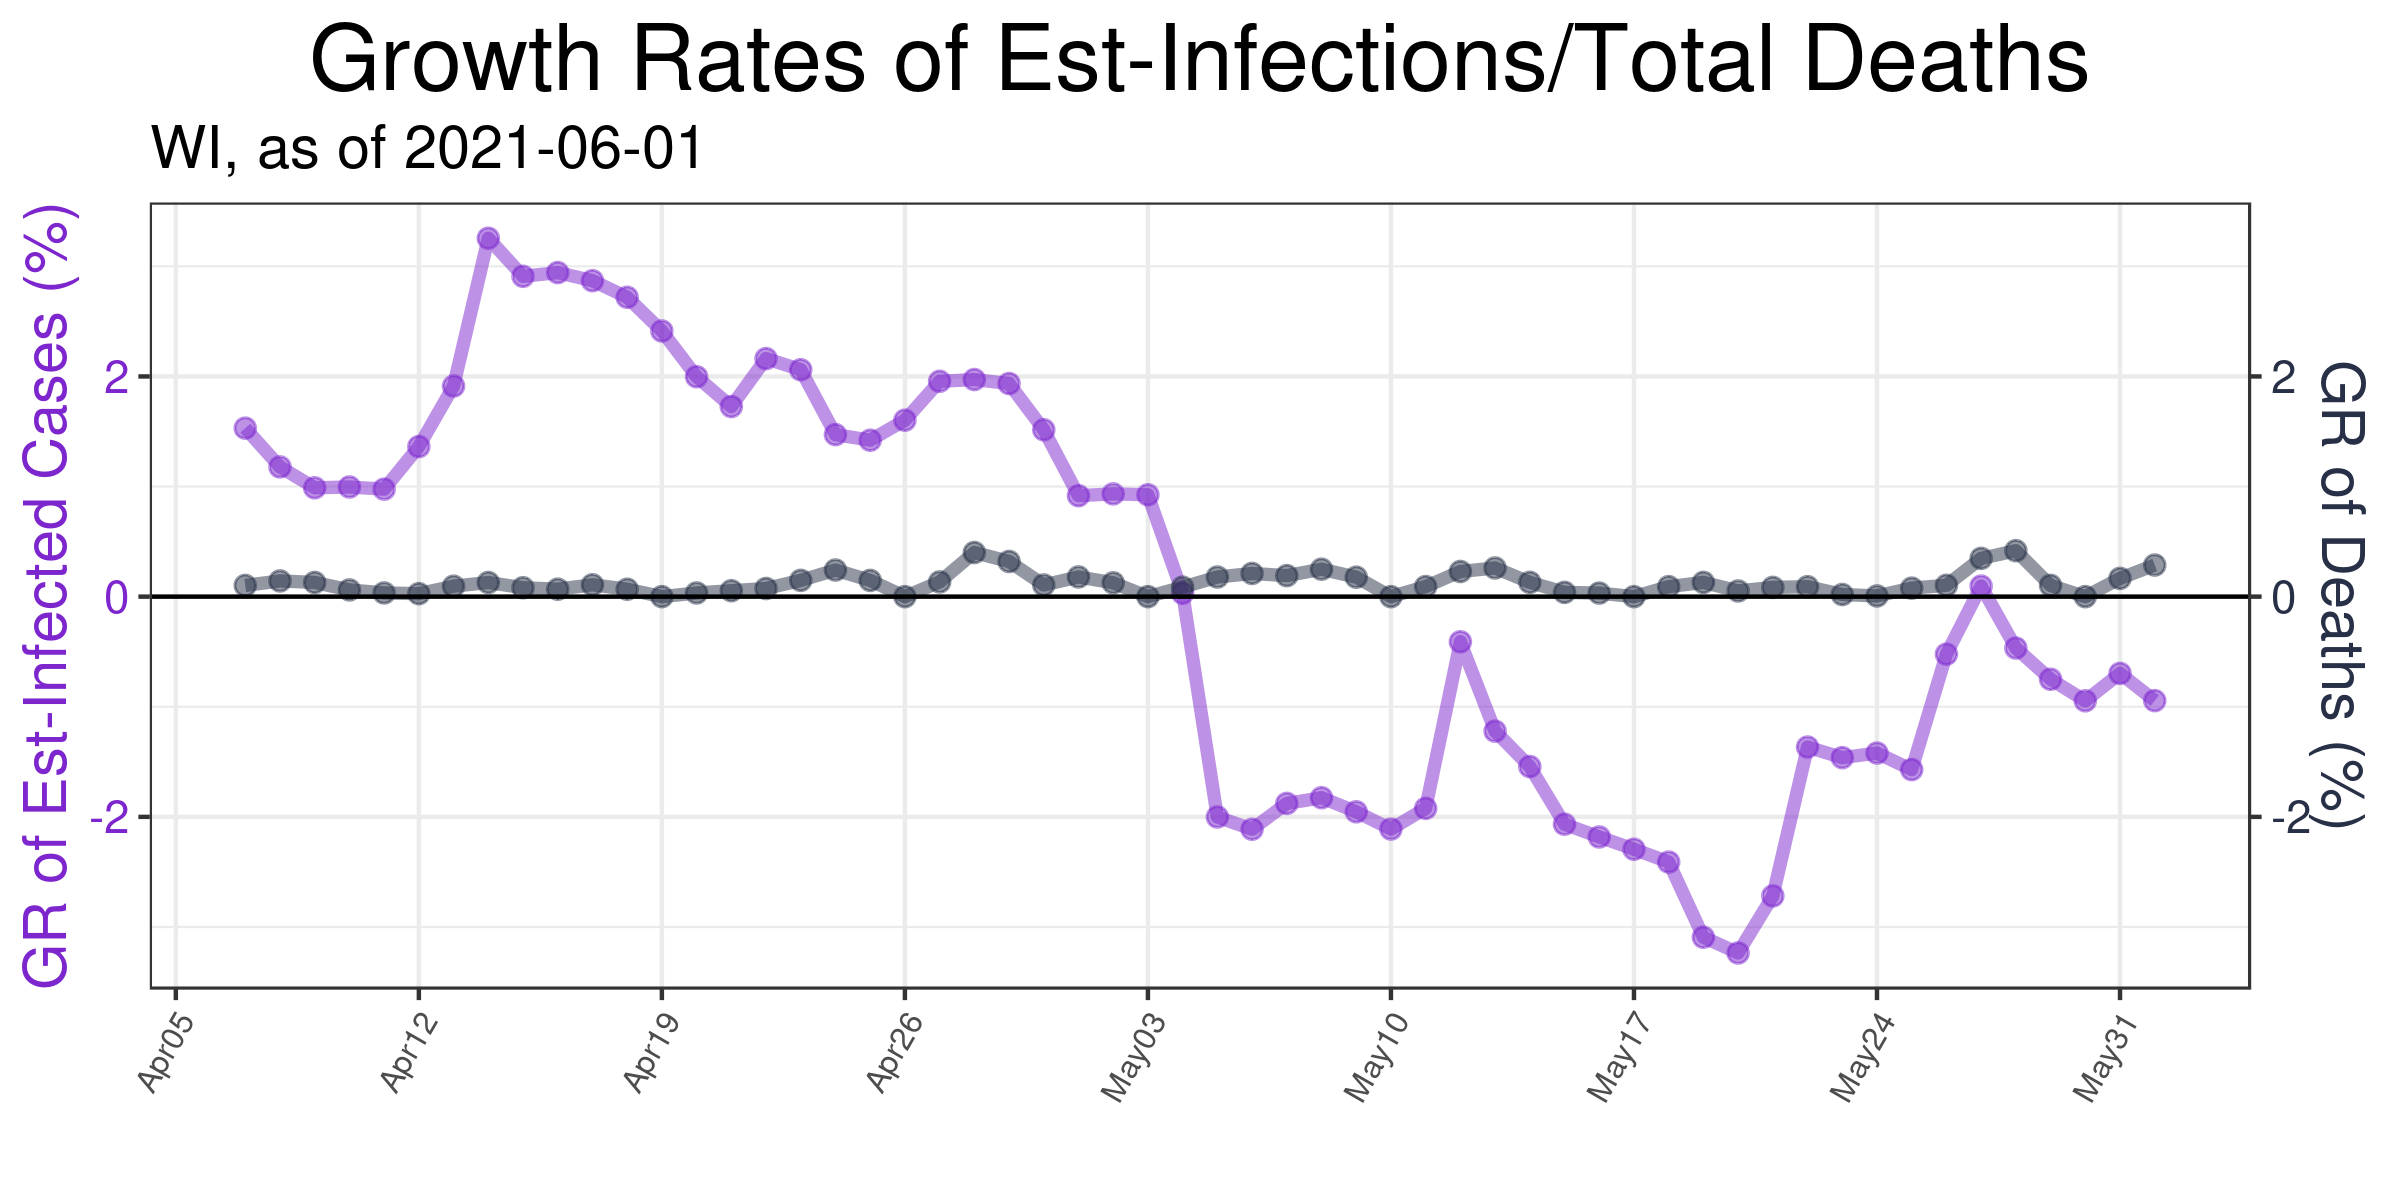 Growth Rates of Est-Infections/Total Deaths
WI, as of 2021-06-01
GR of Est-Infected Cases (%)
2
0
-2
2
0
-2
GR of Deaths (%)
Apr05
Apr12
Apr19
Apr26
May03
May10
May17
May24
May31